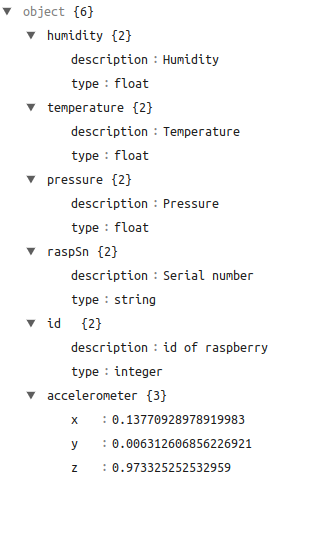 object {6}
humidity {2}
description : Humidity
type : float
temperature {2}
description : Temperature
type : float
pressure {2}
description : Pressure
type : float
raspSn {2}
description : Serial number
type : string
id {2}
description : id of raspberry
type : integer
accelerometer {3}
x : 0.13770928978919983
y : 0.006312606856226921
z : 0.973325252532959